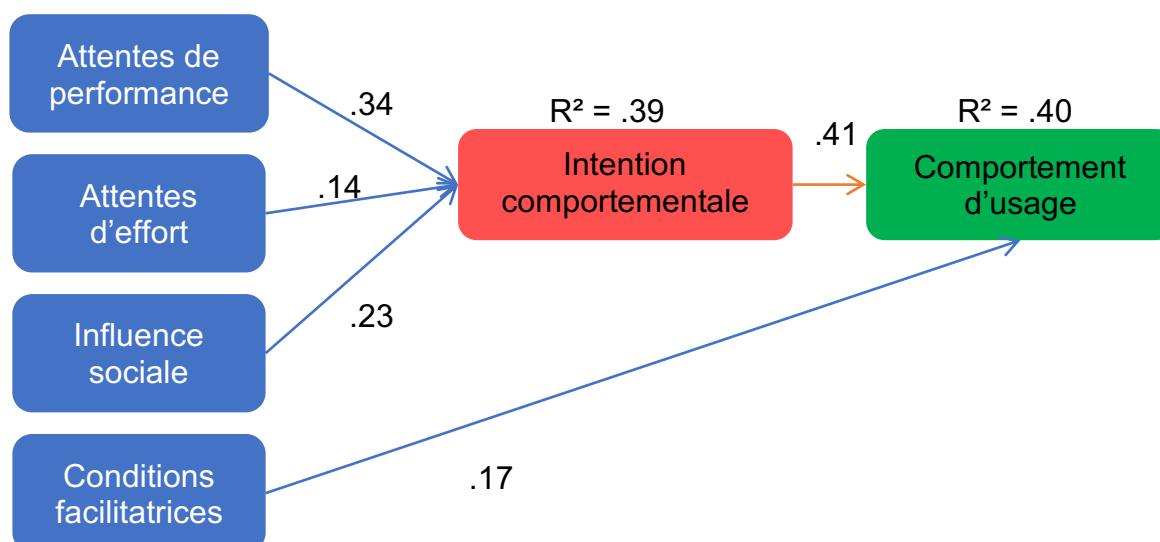 Attentes de
performance
.34
R² = .39
R² = .40
.41
Intention
comportementale
Comportement
d’usage
.14
Attentes
d’effort
.23
Influence
sociale
.17
Conditions
facilitatrices